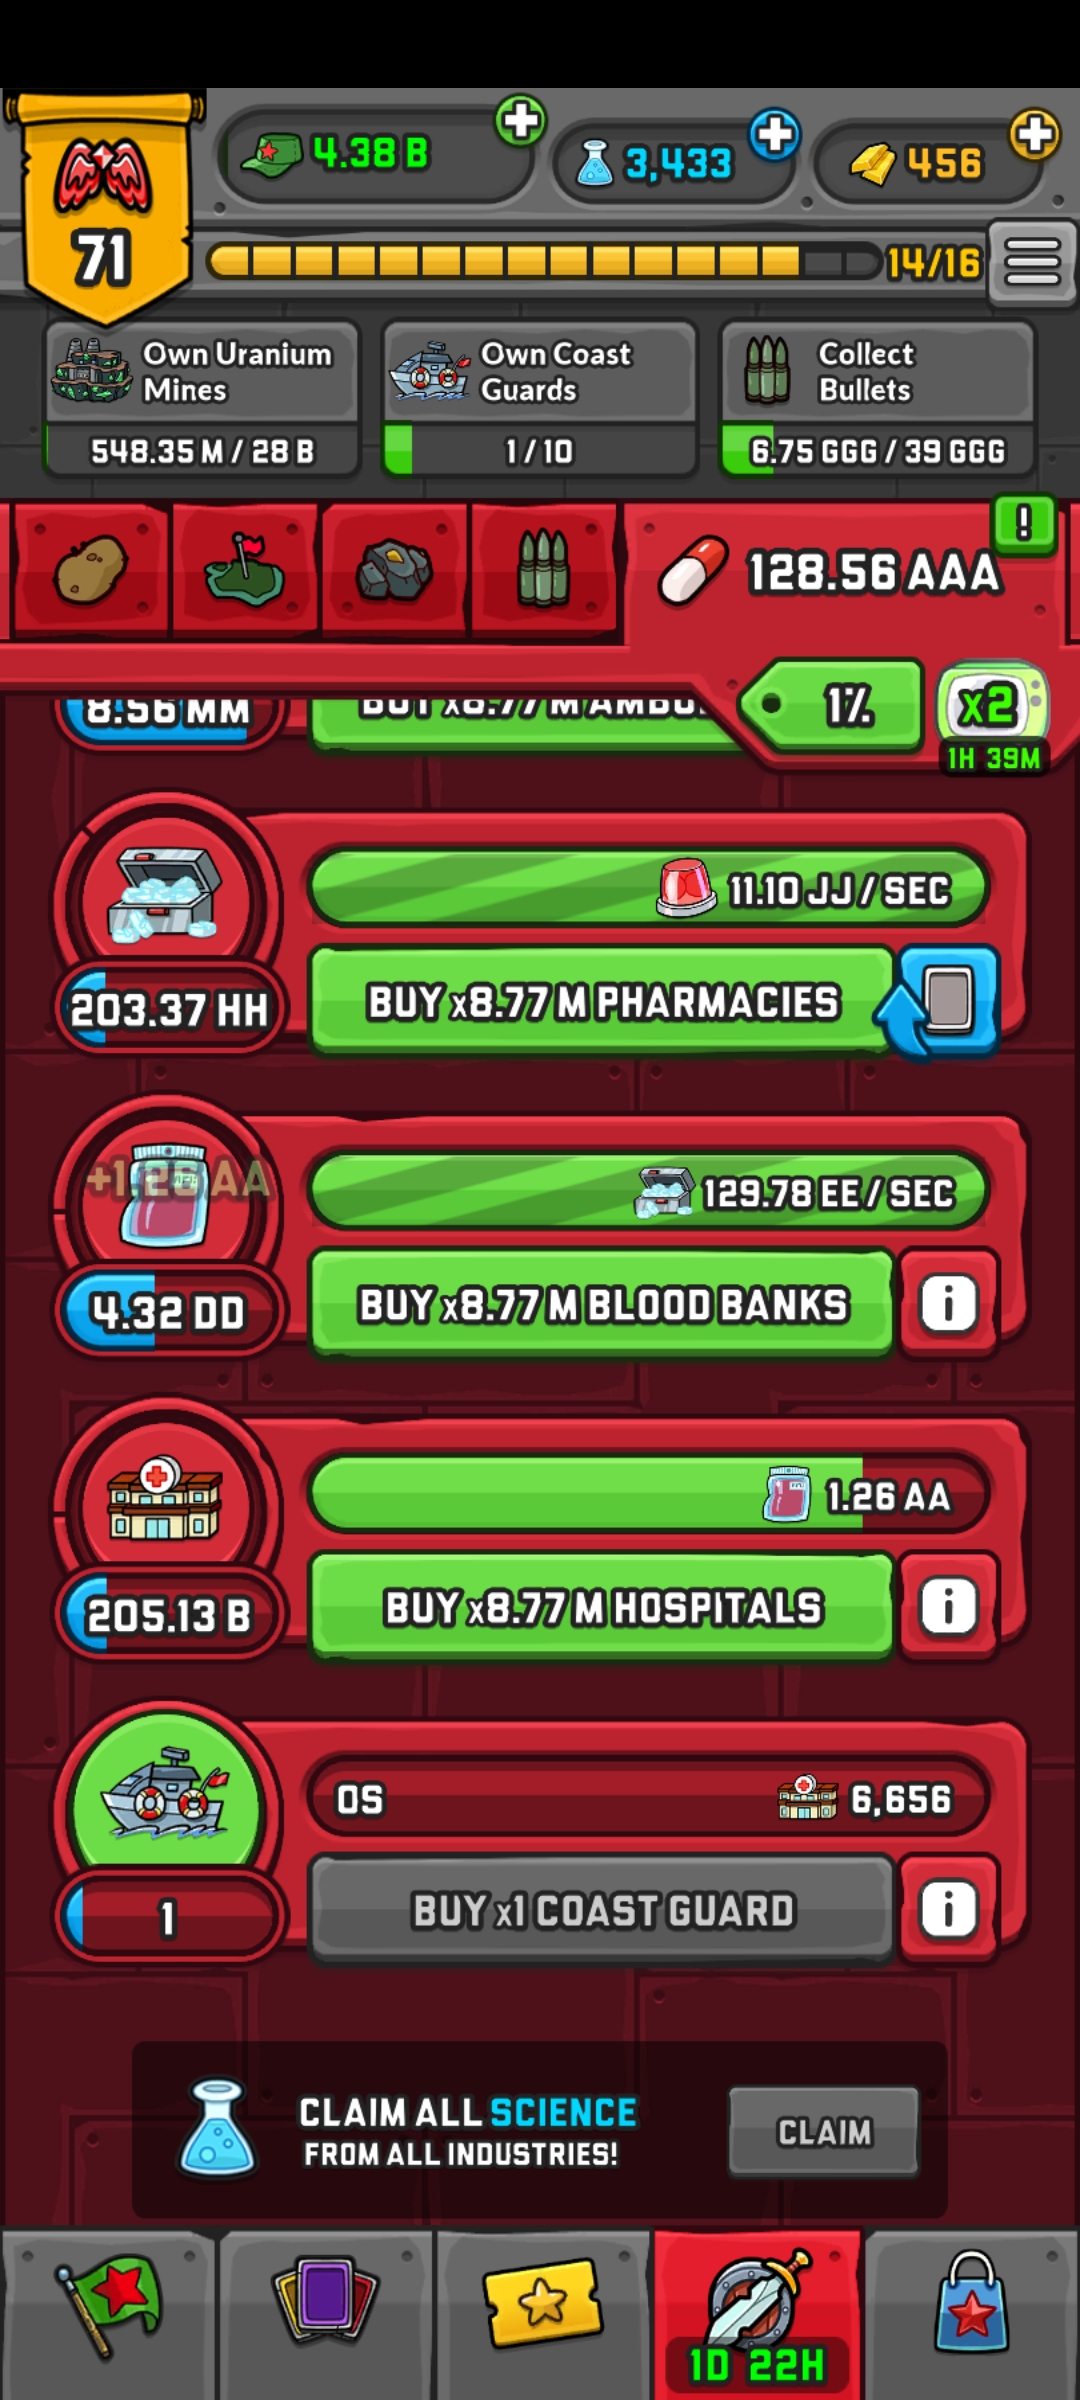 71
4.38 B
3,433
456
14/16
Own Uranium
Mines
548.35 M / 28 B
Own Coast
Guards
1 / 10
Collect
Bullets
6.75 GGG / 39 GGG
128.56 AAA
!
1%
x2
1H 39M
8.56 MM
BUY x8.77 M
11.10 JJ / SEC
203.37 HH
BUY x8.77 M PHARMACIES
+1.26 AA
129.78 EE / SEC
4.32 DD
BUY x8.77 M BLOOD BANKS
i
1.26 AA
205.13 B
BUY x8.77 M HOSPITALS
i
0S
6,656
1
BUY x1 COAST GUARD
i
CLAIM ALL SCIENCE
FROM ALL INDUSTRIES!
CLAIM
1D 22H